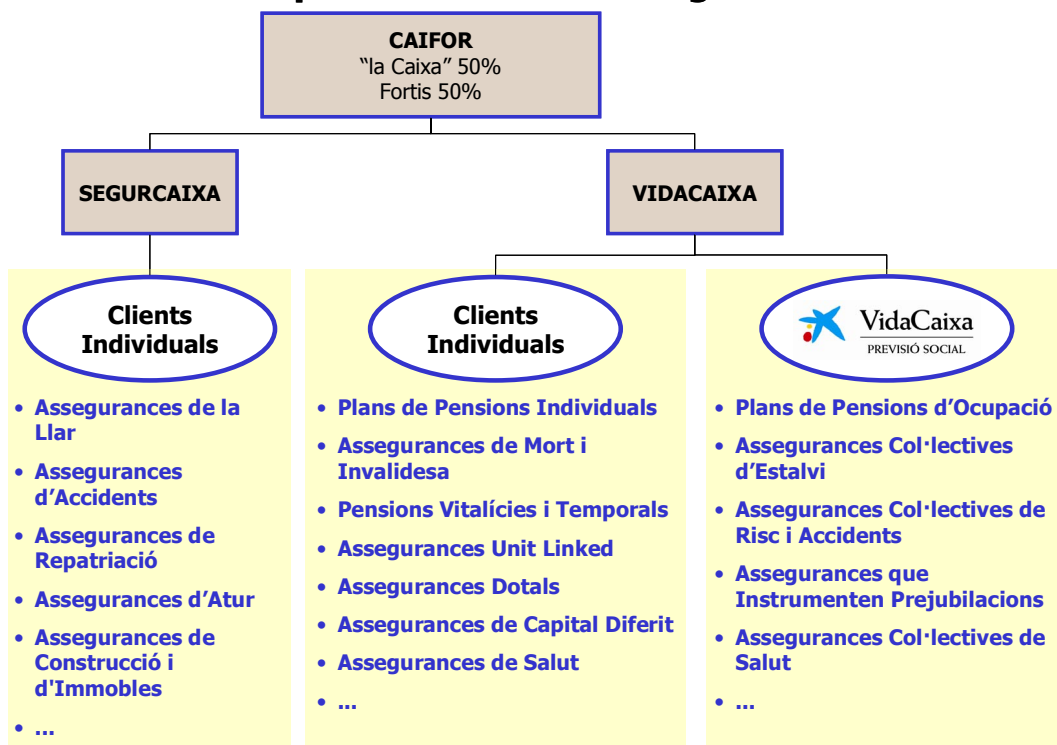 CAIFOR
“la Caixa” 50%
Fortis 50%
SEGURCAIXA
VIDACAIXA
Clients
Individuals
• Assegurances de la
Llar
• Assegurances
d’Accidents
• Assegurances de
Repatriació
• Assegurances d’Atur
• Assegurances de
Construcció i
d'Immobles
• ...
Clients
Individuals
• Plans de Pensions Individuals
• Assegurances de Mort i
Invalidesa
• Pensions Vitalícies i Temporals
• Assegurances Unit Linked
• Assegurances Dotals
• Assegurances de Capital Diferit
• Assegurances de Salut
• ...
VidaCaixa
PREVISIÓ SOCIAL
• Plans de Pensions d’Ocupació
• Assegurances Col·lectives
d’Estalvi
• Assegurances Col·lectives de
Risc i Accidents
• Assegurances que
Instrumenten Prejubilacions
• Assegurances Col·lectives de
Salut
• ...